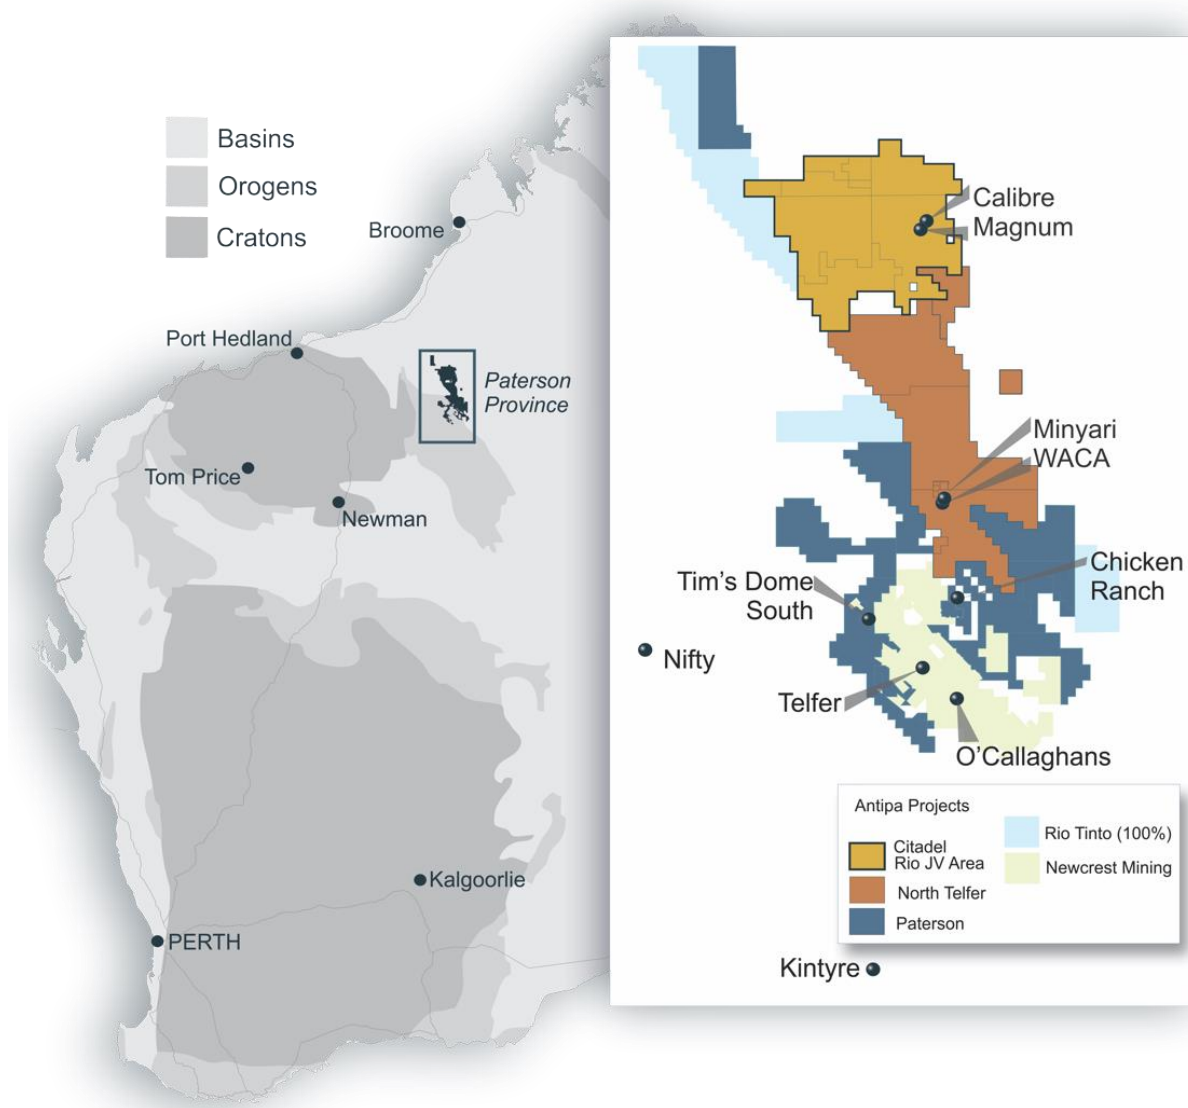 Basins
Orogens
Cratons
Broome
Port Hedland
Paterson
Province
Tom Price
Newman
Kalgoorlie
PERTH
Calibre
Magnum
Minyari
WACA
Chicken
Ranch
Tim's Dome
South
Nifty
Telfer
O'Callaghans
Antipa Projects
Citadel
Rio JV Area
North Telfer
Paterson
Rio Tinto (100%)
Newcrest Mining
Kintyre